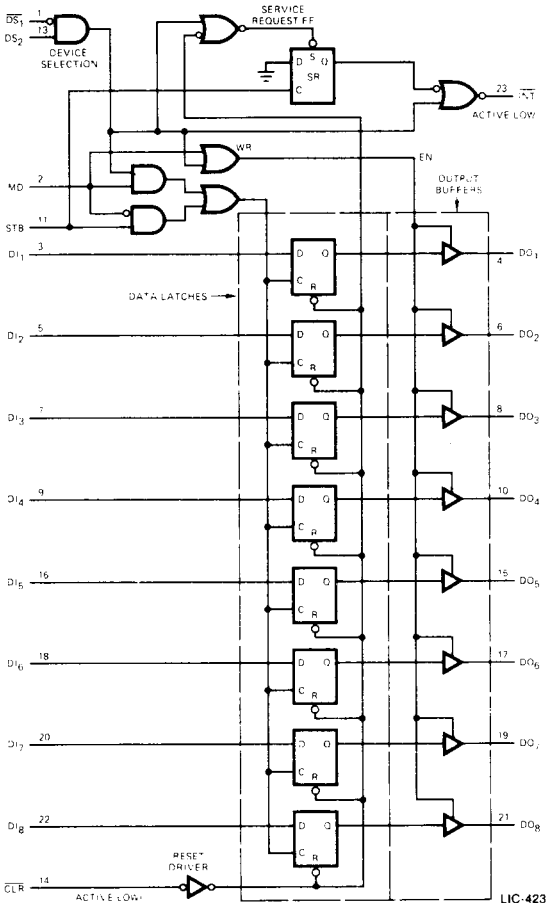 SERVICE
REQUEST FF
DS1 1
DS2 13
DEVICE
SELECTION
D S Q
SR
C
23 INT
ACTIVE LOW
WR
EN
MD 2
STB 11
OUTPUT
BUFFERS
DATA LATCHES
DI1 3 D Q C R 4 DO1
DI2 5 D Q C R 6 DO2
DI3 7 D Q C R 8 DO3
DI4 9 D Q C R 10 DO4
DI5 16 D Q C R 15 DO5
DI6 18 D Q C R 17 DO6
DI7 20 D Q C R 19 DO7
DI8 22 D Q C R 21 DO8
RESET
DRIVER
CLR 14
ACTIVE LOW)
LIC-423